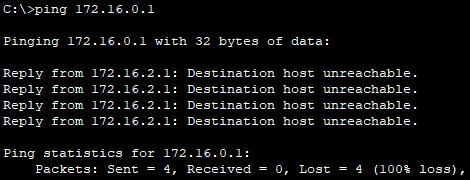 C:\>ping 172.16.0.1
Pinging 172.16.0.1 with 32 bytes of data:
Reply from 172.16.2.1: Destination host unreachable.
Reply from 172.16.2.1: Destination host unreachable.
Reply from 172.16.2.1: Destination host unreachable.
Reply from 172.16.2.1: Destination host unreachable.
Ping statistics for 172.16.0.1:
Packets: Sent = 4, Received = 0, Lost = 4 (100% loss),